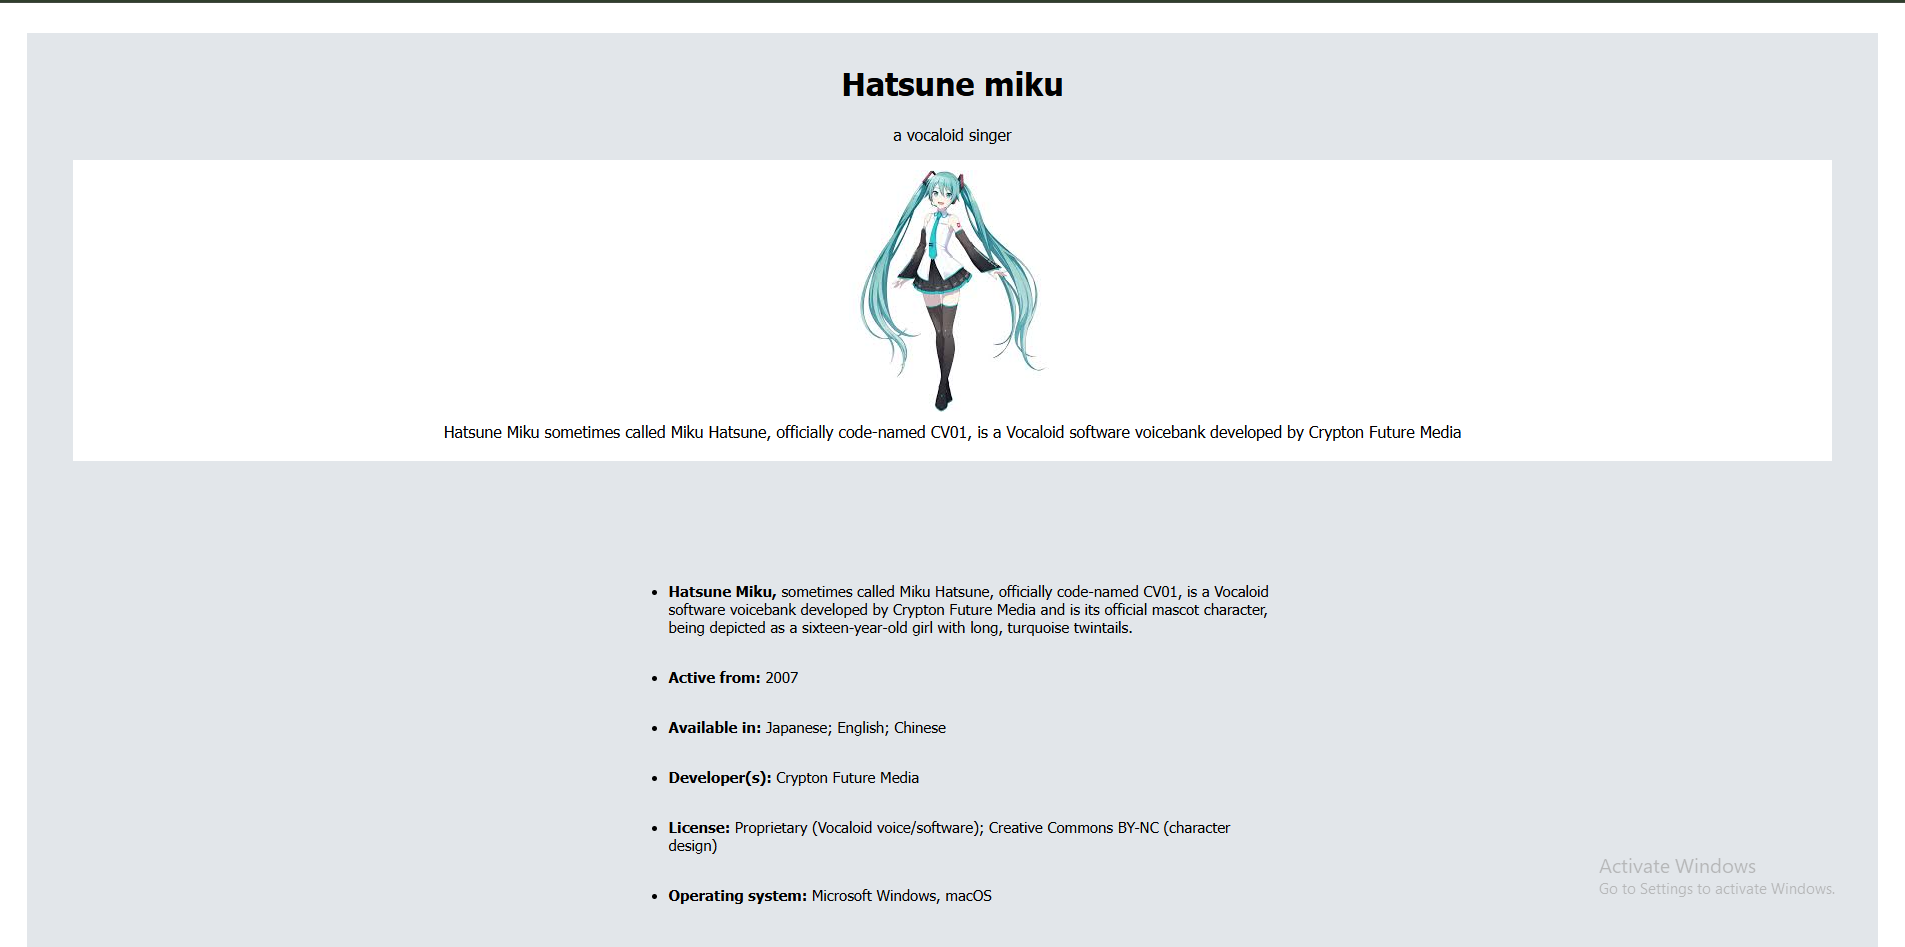 Hatsune miku
a vocaloid singer
Hatsune Miku sometimes called Miku Hatsune, officially code-named CV01, is a Vocaloid software voicebank developed by Crypton Future Media
• Hatsune Miku, sometimes called Miku Hatsune, officially code-named CV01, is a Vocaloid
software voicebank developed by Crypton Future Media and is its official mascot character,
being depicted as a sixteen-year-old girl with long, turquoise twintails.
• Active from: 2007
• Available in: Japanese; English; Chinese
• Developer(s): Crypton Future Media
• License: Proprietary (Vocaloid voice/software); Creative Commons BY-NC (character
design)
• Operating system: Microsoft Windows, macOS
Activate Windows
Go to Settings to activate Windows.